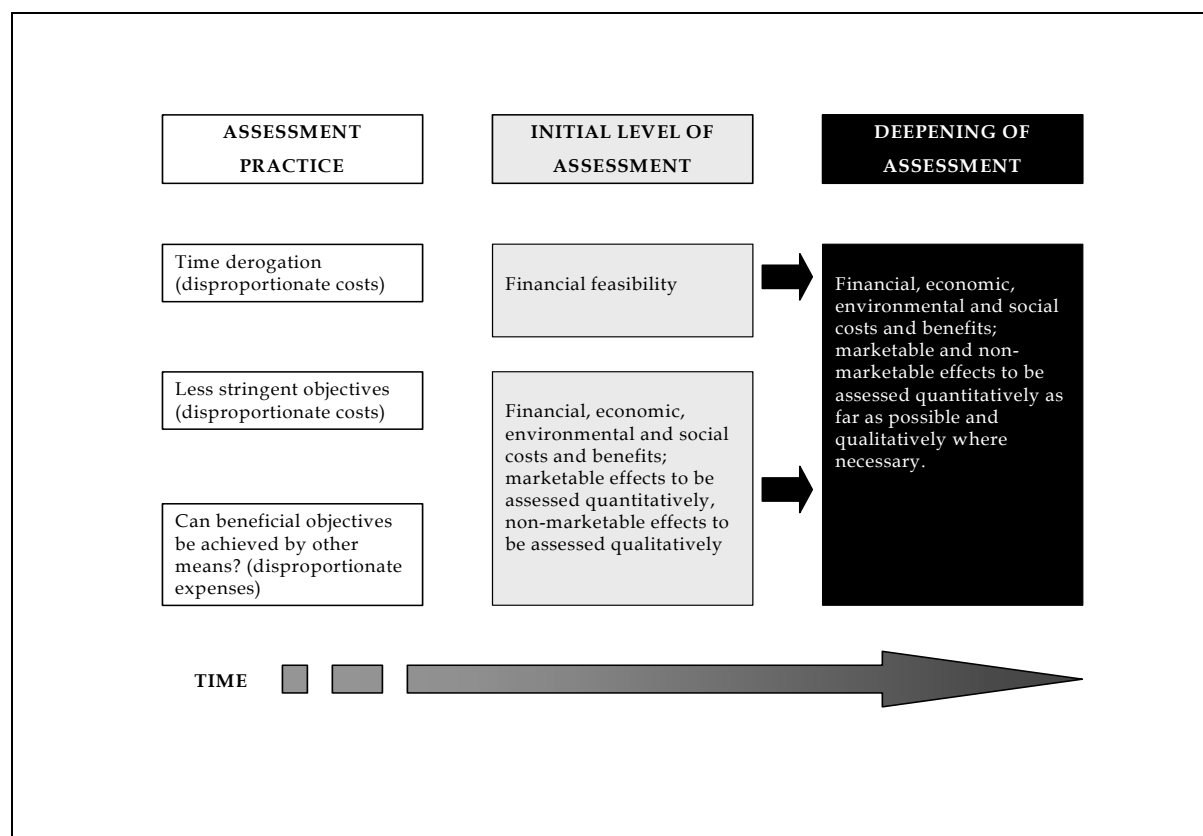 ASSESSMENT
PRACTICE
INITIAL LEVEL OF
ASSESSMENT
DEEPENING OF
ASSESSMENT
Time derogation
(disproportionate costs)
Financial feasibility
Financial, economic,
environmental and social
costs and benefits;
marketable and non-
marketable effects to be
assessed quantitatively as
far as possible and
qualitatively where
necessary.
Less stringent objectives
(disproportionate costs)
Financial, economic,
environmental and social
costs and benefits;
marketable effects to be
assessed quantitatively,
non-marketable effects to
be assessed qualitatively
Can beneficial objectives
be achieved by other
means? (disproportionate
expenses)
TIME